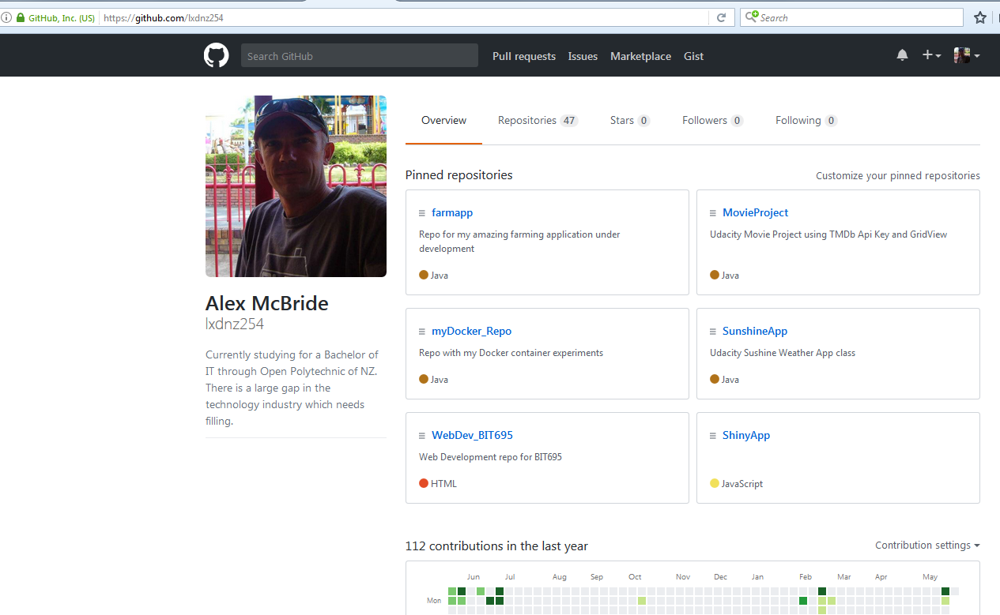 GitHub, Inc. (US) https://github.com/lxdnz254 Search
Search GitHub Pull requests Issues Marketplace Gist
Overview Repositories 47 Stars 0 Followers 0 Following 0
Alex McBride
lxdnz254
Currently studying for a Bachelor of
IT through Open Polytechnic of NZ.
There is a large gap in the
technology industry which needs
filling.
Pinned repositories Customize your pinned repositories
farmapp
Repo for my amazing farming application under
development
Java
MovieProject
Udacity Movie Project using TMDb Api Key and GridView
Java
myDocker_Repo
Repo with my Docker container experiments
Java
SunshineApp
Udacity Sushine Weather App class
Java
WebDev_BIT695
Web Development repo for BIT695
HTML
ShinyApp
JavaScript
112 contributions in the last year Contribution settings
Jun Jul Aug Sep Oct Nov Dec Jan Feb Mar Apr May
Mon